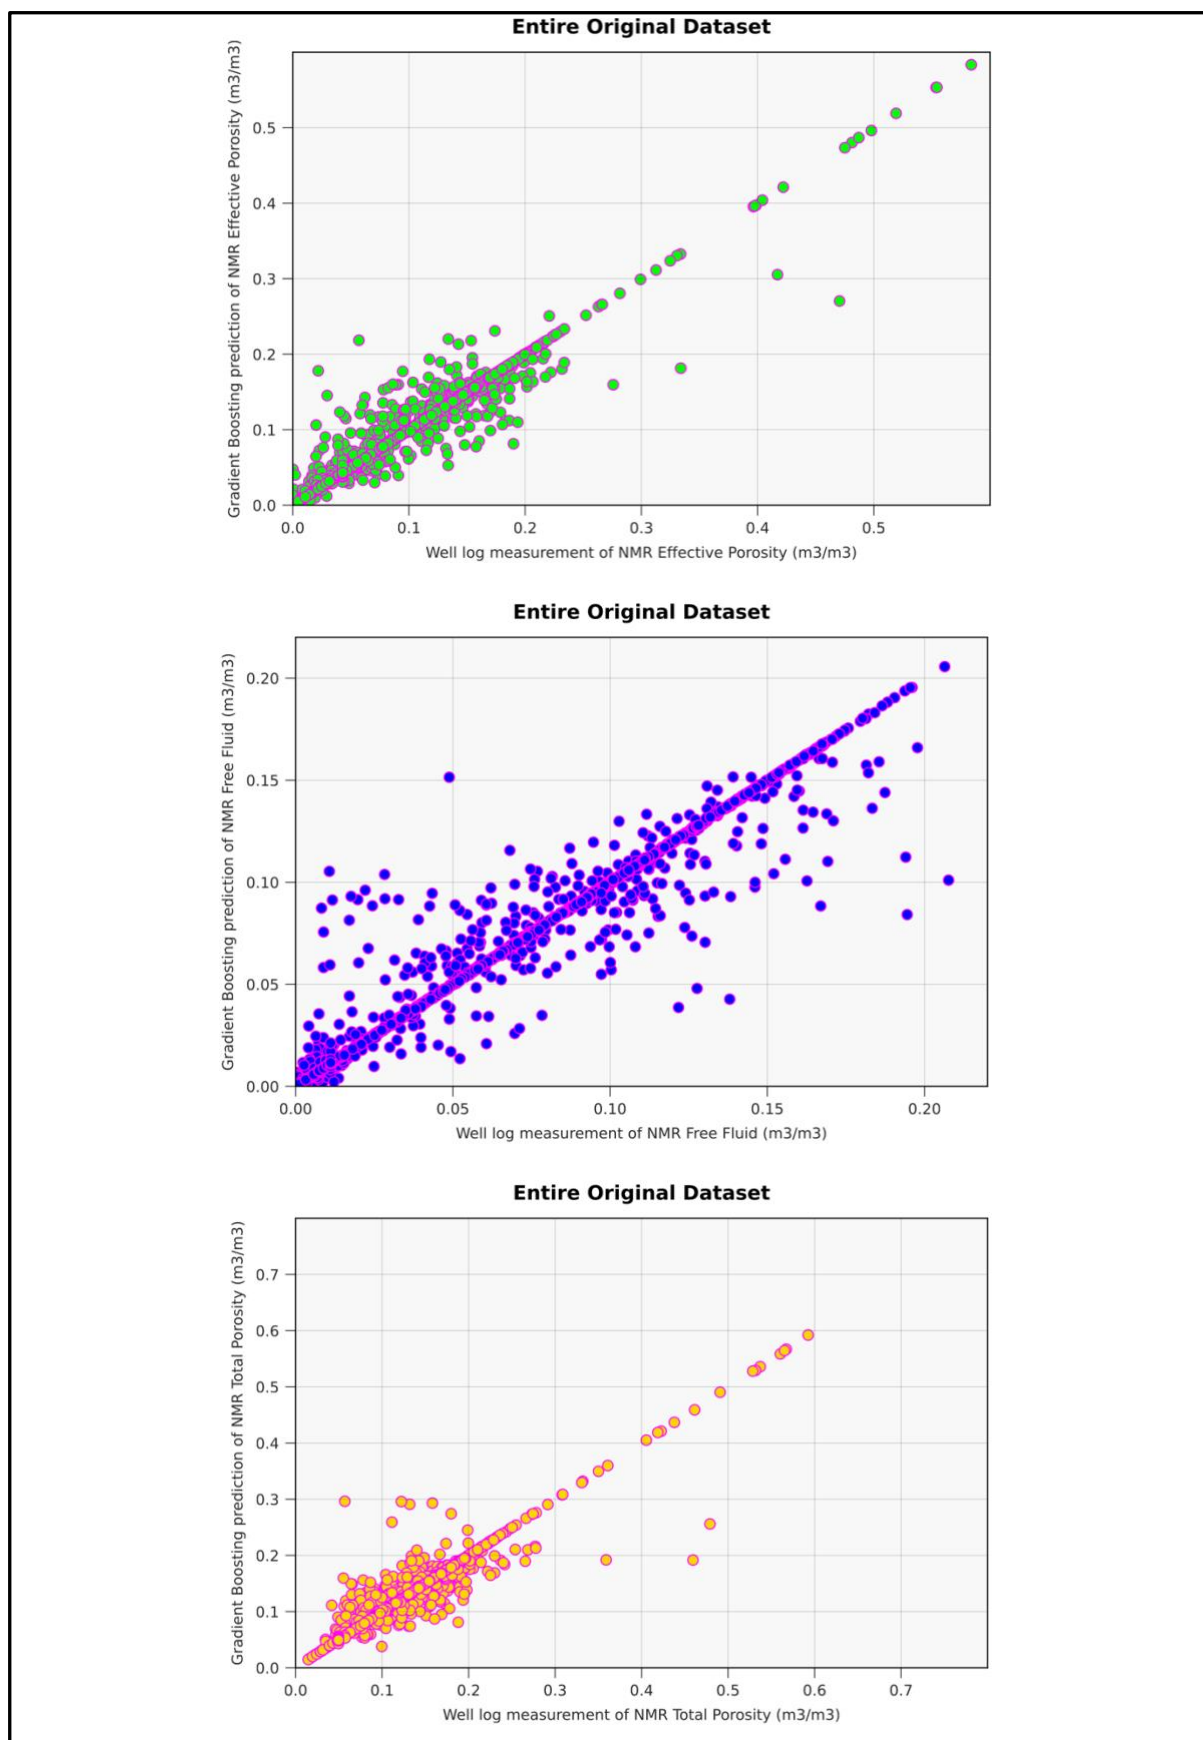 Entire Original Dataset
Gradient Boosting prediction of NMR Effective Porosity (m3/m3)
0.5
0.4
0.3
0.2
0.1
0.0
0.0 0.1 0.2 0.3 0.4 0.5
Well log measurement of NMR Effective Porosity (m3/m3)
Entire Original Dataset
Gradient Boosting prediction of NMR Free Fluid (m3/m3)
0.20
0.15
0.10
0.05
0.00
0.00 0.05 0.10 0.15 0.20
Well log measurement of NMR Free Fluid (m3/m3)
Entire Original Dataset
Gradient Boosting prediction of NMR Total Porosity (m3/m3)
0.7
0.6
0.5
0.4
0.3
0.2
0.1
0.0
0.0 0.1 0.2 0.3 0.4 0.5 0.6 0.7
Well log measurement of NMR Total Porosity (m3/m3)